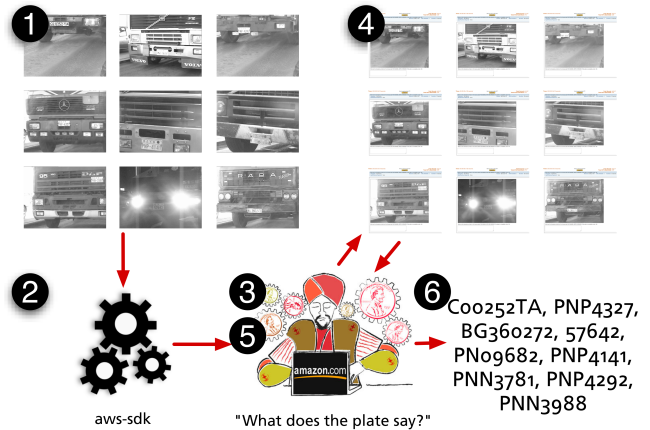 1
4
VOLVO
2
3
5
6
amazon.com
aws-sdk
"What does the plate say?"
C00252TA, PNP4327,
BG360272, 57642,
PN09682, PNP4141,
PNN3781, PNP4292,
PNN3988